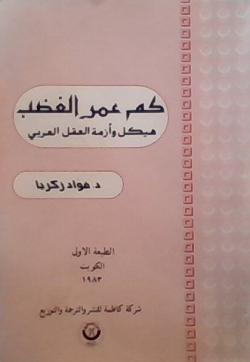 كم عمر الغضب
هيكل وأزمة العقل العربي
د. فؤاد زكريا
الطبعة الأولى
الكويت
١٩٨٣
شركة كاظمة للنشر والترجمة والتوزيع